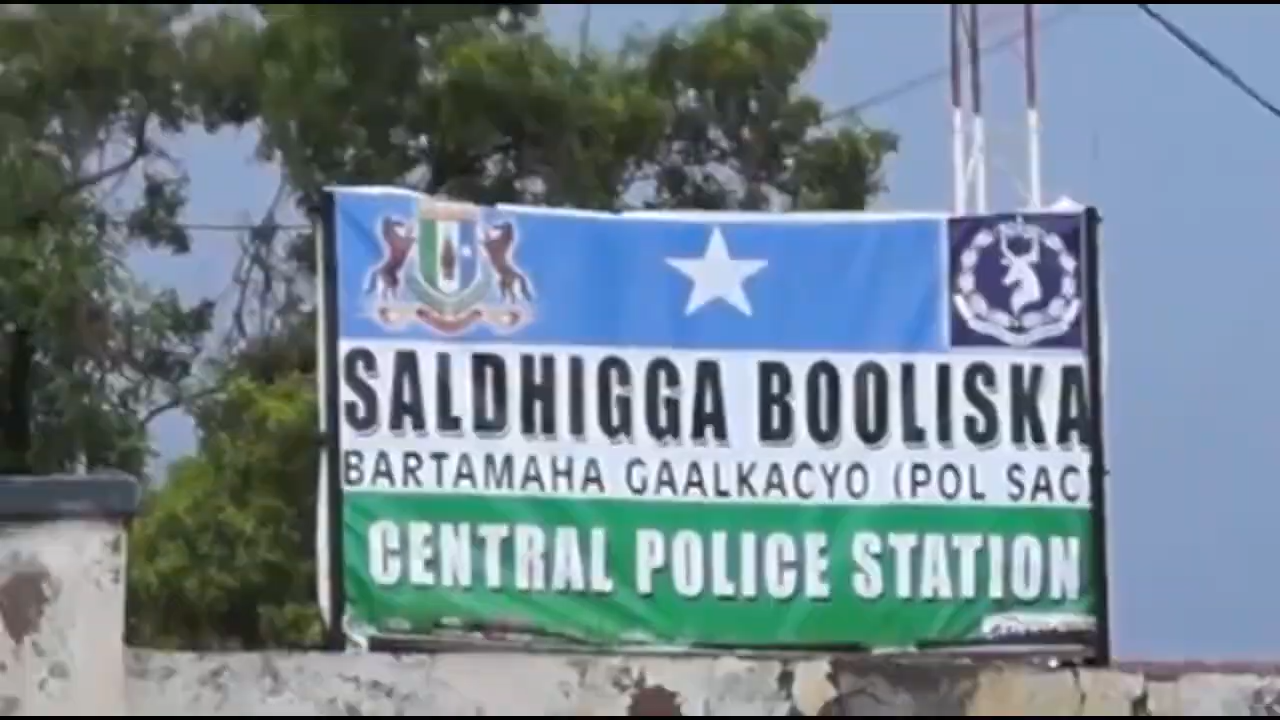 SALDHIGGA BOOLISKA
BARTAMAHA GAALKACYO (POL SAC)
CENTRAL POLICE STATION